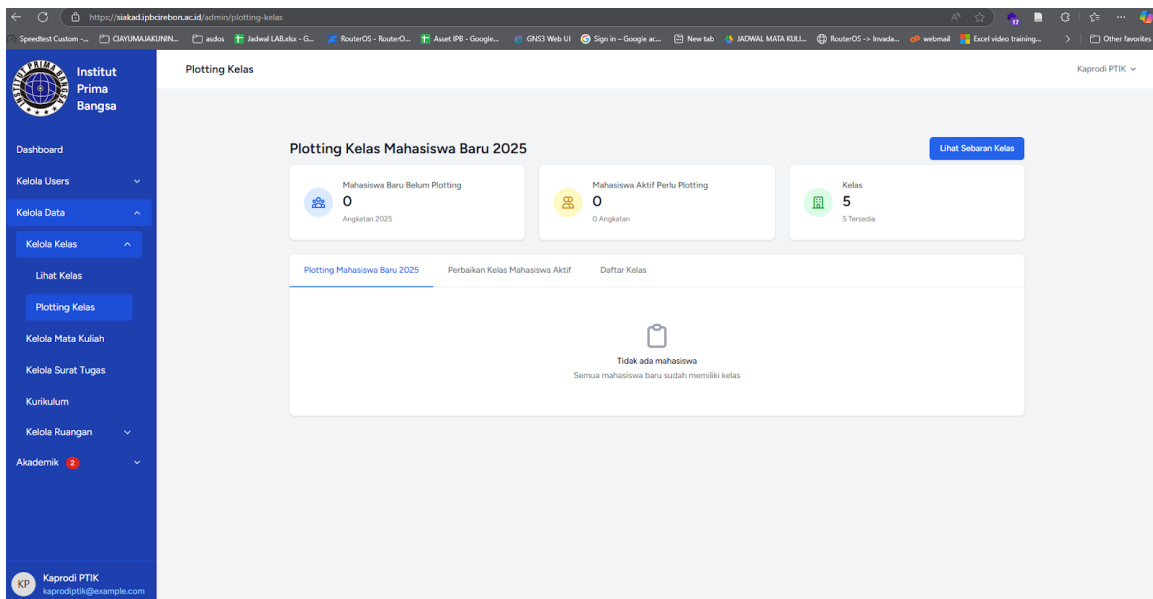 https://siakad.ipbcirebon.ac.id/admin/plotting-kelas
17
Speedtest Custom -... CIAYUMAJAKUNIN... asdos Jadwal LAB.xlsx - G... RouterOS - RouterO... Asset IPB - Google... GNS3 Web UI Sign in – Google ac... New tab JADWAL MATA KULI... RouterOS -> Invada... webmail Excel video training... Other favorites
INSTITUT PRIMA BANGSA
Institut
Prima
Bangsa
Plotting Kelas
Kaprodi PTIK
Dashboard
Kelola Users
Kelola Data
Kelola Kelas
Lihat Kelas
Plotting Kelas
Kelola Mata Kuliah
Kelola Surat Tugas
Kurikulum
Kelola Ruangan
Akademik 2
KP
Kaprodi PTIK
kaprodiptik@example.com
Plotting Kelas Mahasiswa Baru 2025
Lihat Sebaran Kelas
Mahasiswa Baru Belum Plotting
0
Angkatan 2025
Mahasiswa Aktif Perlu Plotting
0
0 Angkatan
Kelas
5
5 Tersedia
Plotting Mahasiswa Baru 2025 Perbaikan Kelas Mahasiswa Aktif Daftar Kelas
Tidak ada mahasiswa
Semua mahasiswa baru sudah memiliki kelas